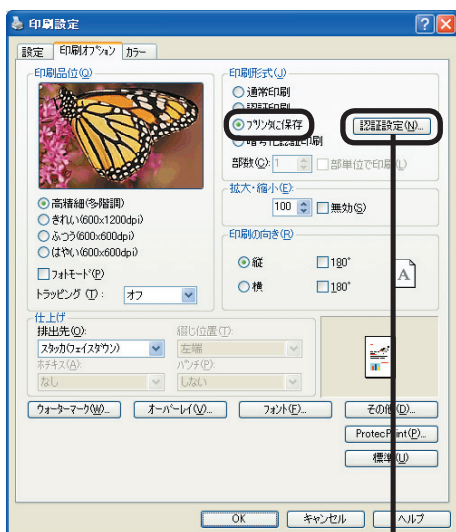 印刷設定
設定 印刷オプション カラー
印刷品位(Q)
高精細(多階調)
きれい(600x1200dpi)
ふつう(600x600dpi)
はやい(600x600dpi)
フォトモード(P)
トラッピング (T): オフ
印刷形式(J)
通常印刷
認証印刷
プリンタに保存
認証設定(N)...
暗号化認証印刷
部数(C): 1 部単位で印刷(L)
拡大・縮小(E):
100 無効(S)
印刷の向き(R)
縦 180°
横 180°
A
仕上げ
排出先(O): 綴じ位置(T):
スタッカ(フェイスダウン) 左端
ホチキス(A): パンチ(F):
なし しない
ウォーターマーク(W)... オーバーレイ(V)... フォント(F)... その他(D)...
ProtecPrint(P)...
標準(U)
OK キャンセル ヘルプ